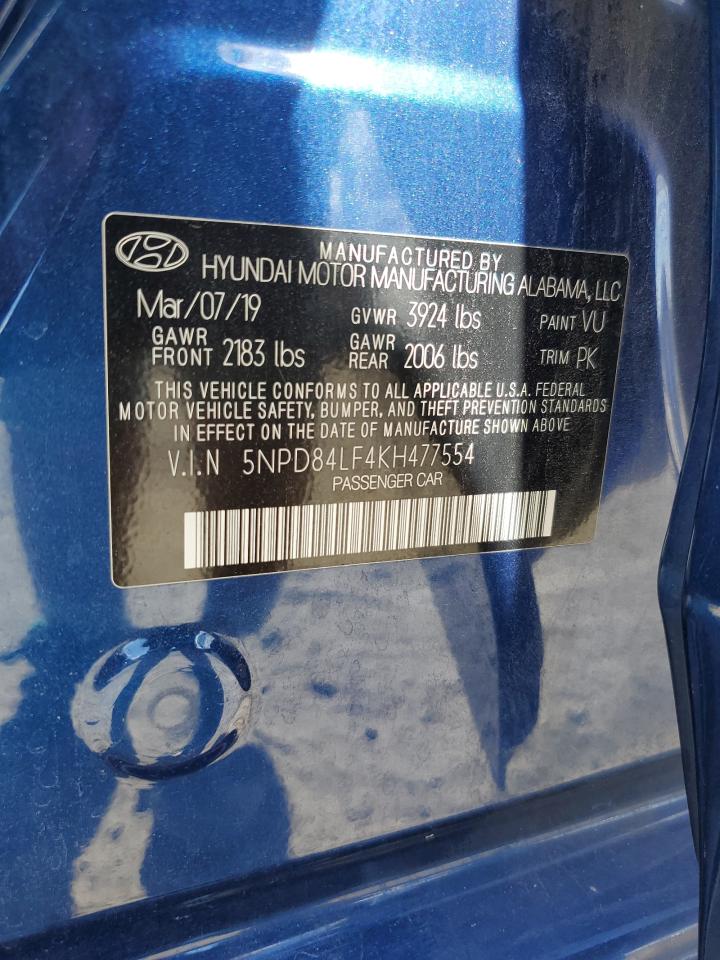 MANUFACTURED BY
HYUNDAI MOTOR MANUFACTURING ALABAMA, LLC
Mar/07/19 GVWR 3924 lbs PAINT VU
GAWR FRONT 2183 lbs GAWR REAR 2006 lbs TRIM PK
THIS VEHICLE CONFORMS TO ALL APPLICABLE U.S.A. FEDERAL
MOTOR VEHICLE SAFETY, BUMPER, AND THEFT PREVENTION STANDARDS
IN EFFECT ON THE DATE OF MANUFACTURE SHOWN ABOVE
V.I.N 5NPD84LF4KH477554
PASSENGER CAR